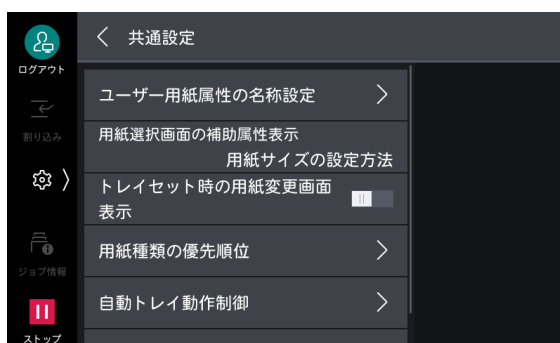 共通設定
ログアウト
割り込み
ジョブ情報
ストップ
ユーザー用紙属性の名称設定
用紙選択画面の補助属性表示
用紙サイズの設定方法
トレイセット時の用紙変更画面
表示
用紙種類の優先順位
自動トレイ動作制御